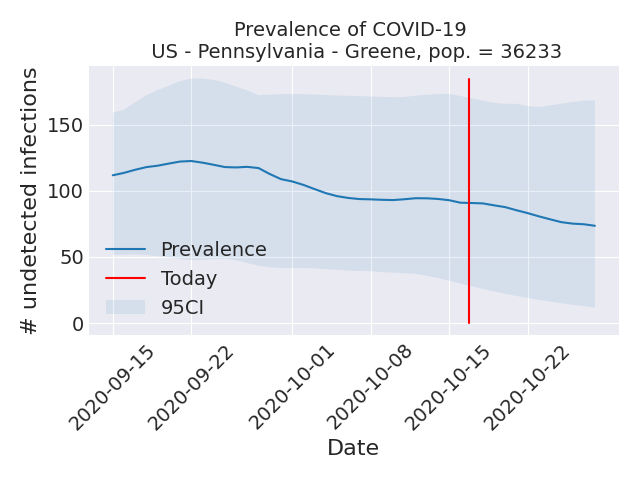 Prevalence of COVID-19
US - Pennsylvania - Greene, pop. = 36233
# undetected infections
150
100
50
0
Prevalence
Today
95CI
2020-09-15
2020-09-22
2020-10-01
2020-10-08
2020-10-15
2020-10-22
Date